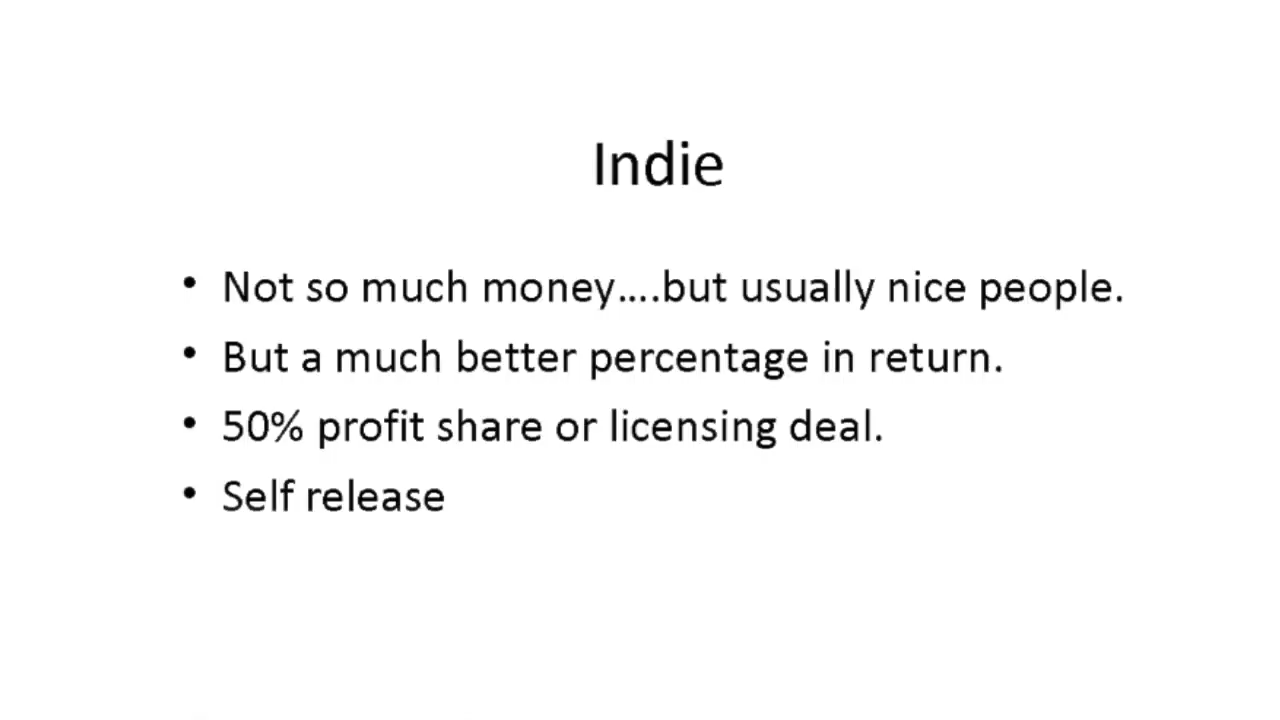 Indie
• Not so much money....but usually nice people.
• But a much better percentage in return.
• 50% profit share or licensing deal.
• Self release